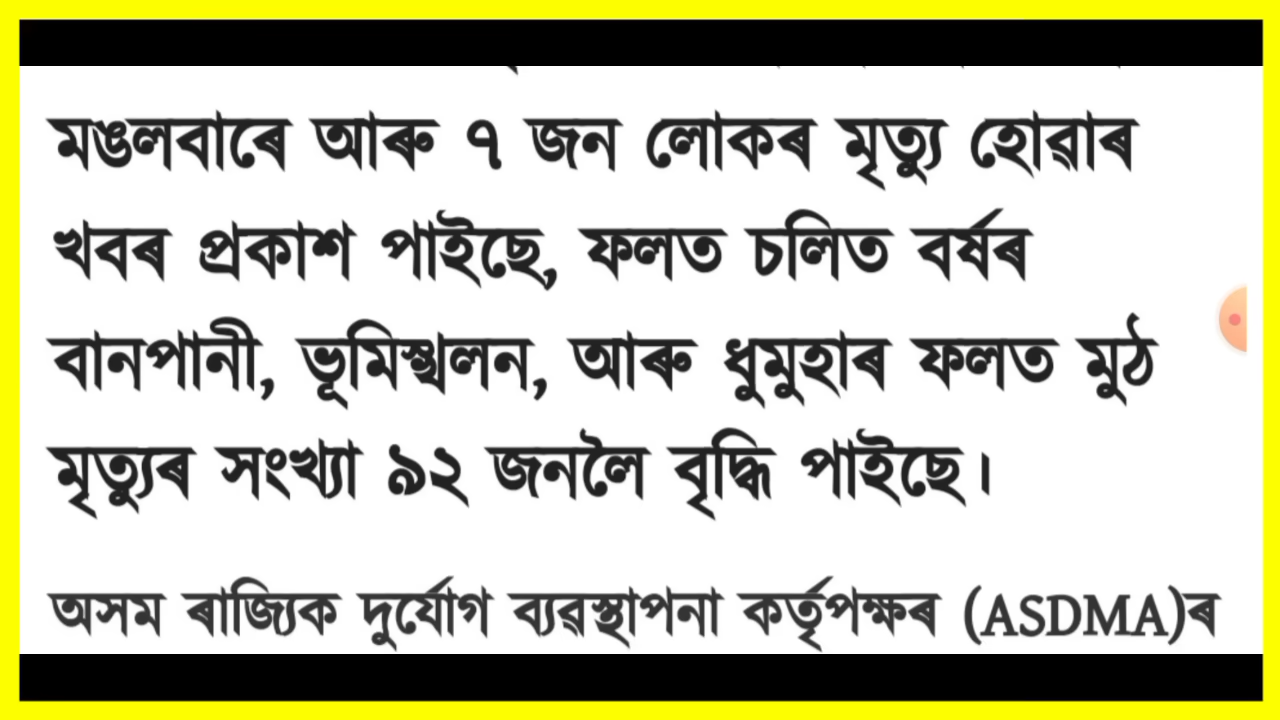 মঙলবাৰে আৰু ৭ জন লোকৰ মৃত্যু হোৱাৰ
খবৰ প্ৰকাশ পাইছে, ফলত চলিত বৰ্ষৰ
বানপানী, ভূমিস্খলন, আৰু ধুমুহাৰ ফলত মুঠ
মৃত্যুৰ সংখ্যা ৯২ জনলৈ বৃদ্ধি পাইছে।
অসম ৰাজ্যিক দুৰ্যোগ ব্যৱস্থাপনা কৰ্তৃপক্ষৰ (ASDMA)ৰ